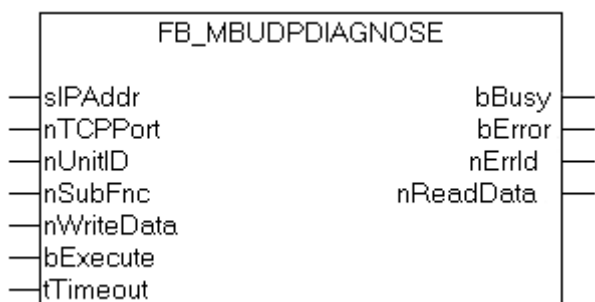 FB_MBUDPDIAGNOSE
sIPAddr bBusy
nTCPPort bError
nUnitID nErrId
nSubFnc nReadData
nWriteData
bExecute
tTimeout